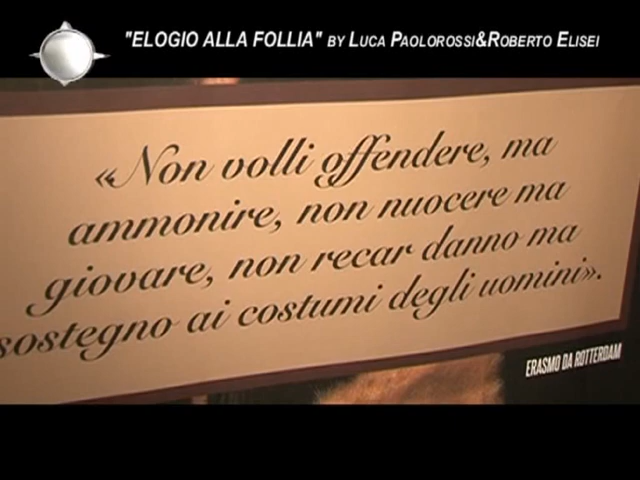 "ELOGIO ALLA FOLLIA" BY LUCA PAOLOROSSI&ROBERTO ELISEI
«Non volli offendere, ma
ammonire, non nuocere ma
giovare, non recar danno ma
sostegno ai costumi degli uomini».
ERASMO DA ROTTERDAM